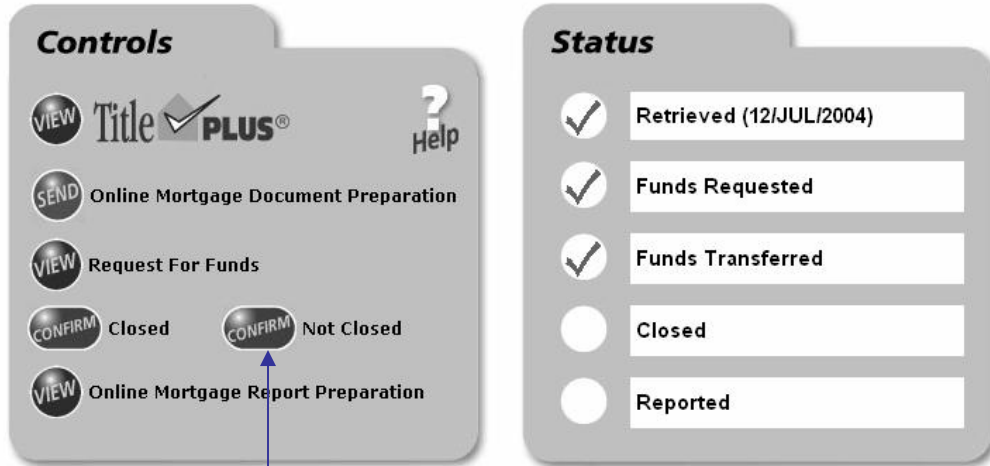 Controls
VIEW Title PLUS®
? Help
SEND Online Mortgage Document Preparation
VIEW Request For Funds
CONFIRM Closed CONFIRM Not Closed
VIEW Online Mortgage Report Preparation
Status
Retrieved (12/JUL/2004)
Funds Requested
Funds Transferred
Closed
Reported